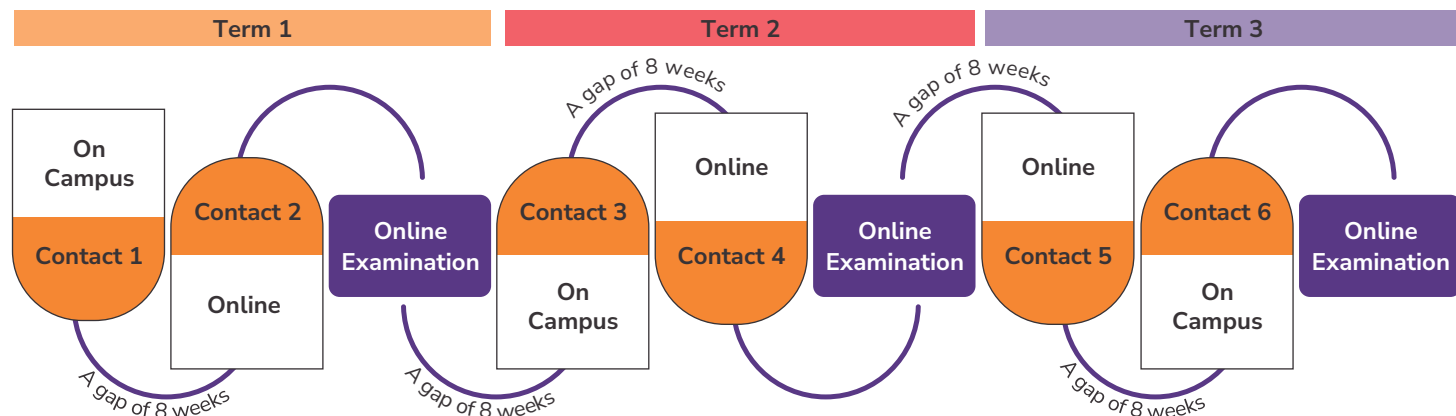 Term 1
On
Campus
Contact 1
A gap of 8 weeks
Contact 2
Online
Online
Examination
A gap of 8 weeks
Term 2
Contact 3
On
Campus
A gap of 8 weeks
Online
Contact 4
Online
Examination
A gap of 8 weeks
Term 3
Online
Contact 5
A gap of 8 weeks
Contact 6
On
Campus
Online
Examination